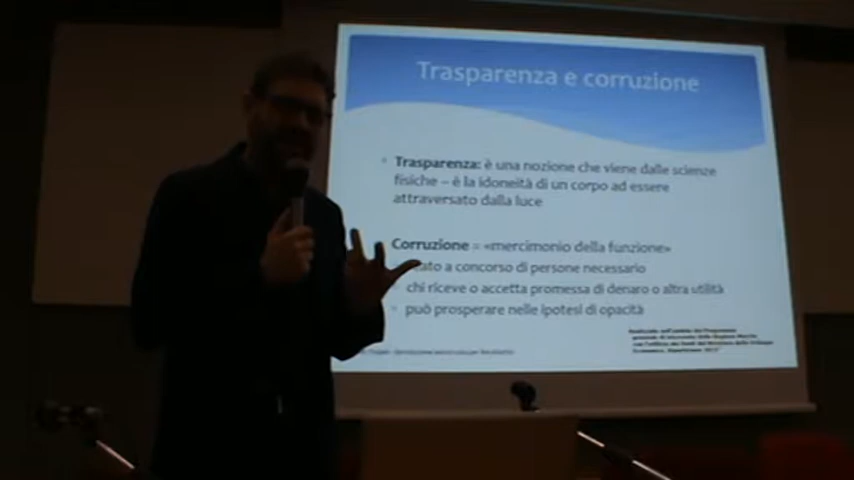 Trasparenza e corruzione
Trasparenza: è una nozione che viene dalle scienze
fisiche – è la idoneità di un corpo ad essere
attraversato dalla luce
Corruzione = «mercimonio della funzione»
a concorso di persone necessario
chi riceve o accetta promessa di denaro o altra utilità
può prosperare nelle ipotesi di opacità